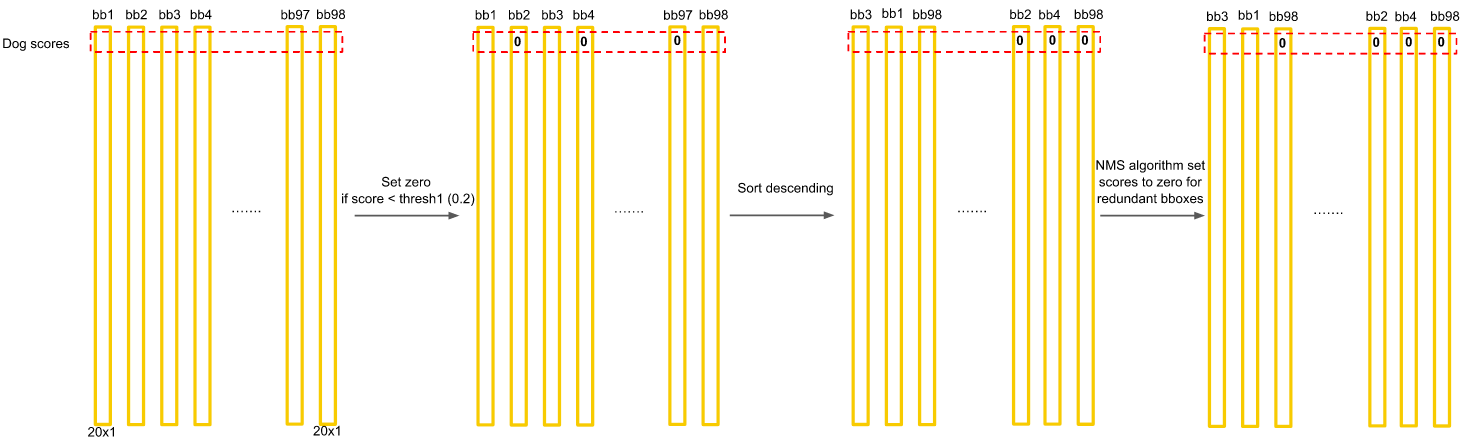 bb1 bb2 bb3 bb4 bb97 bb98
bb1 bb2 bb3 bb4 bb97 bb98
bb3 bb1 bb98 bb2 bb4 bb98
bb3 bb1 bb98 bb2 bb4 bb98
Dog scores
0 0 0
0 0 0
0 0 0 0
Set zero
if score < thresh1 (0.2)
Sort descending
NMS algorithm set
scores to zero for
redundant bboxes
.......
.......
.......
.......
20x1
20x1